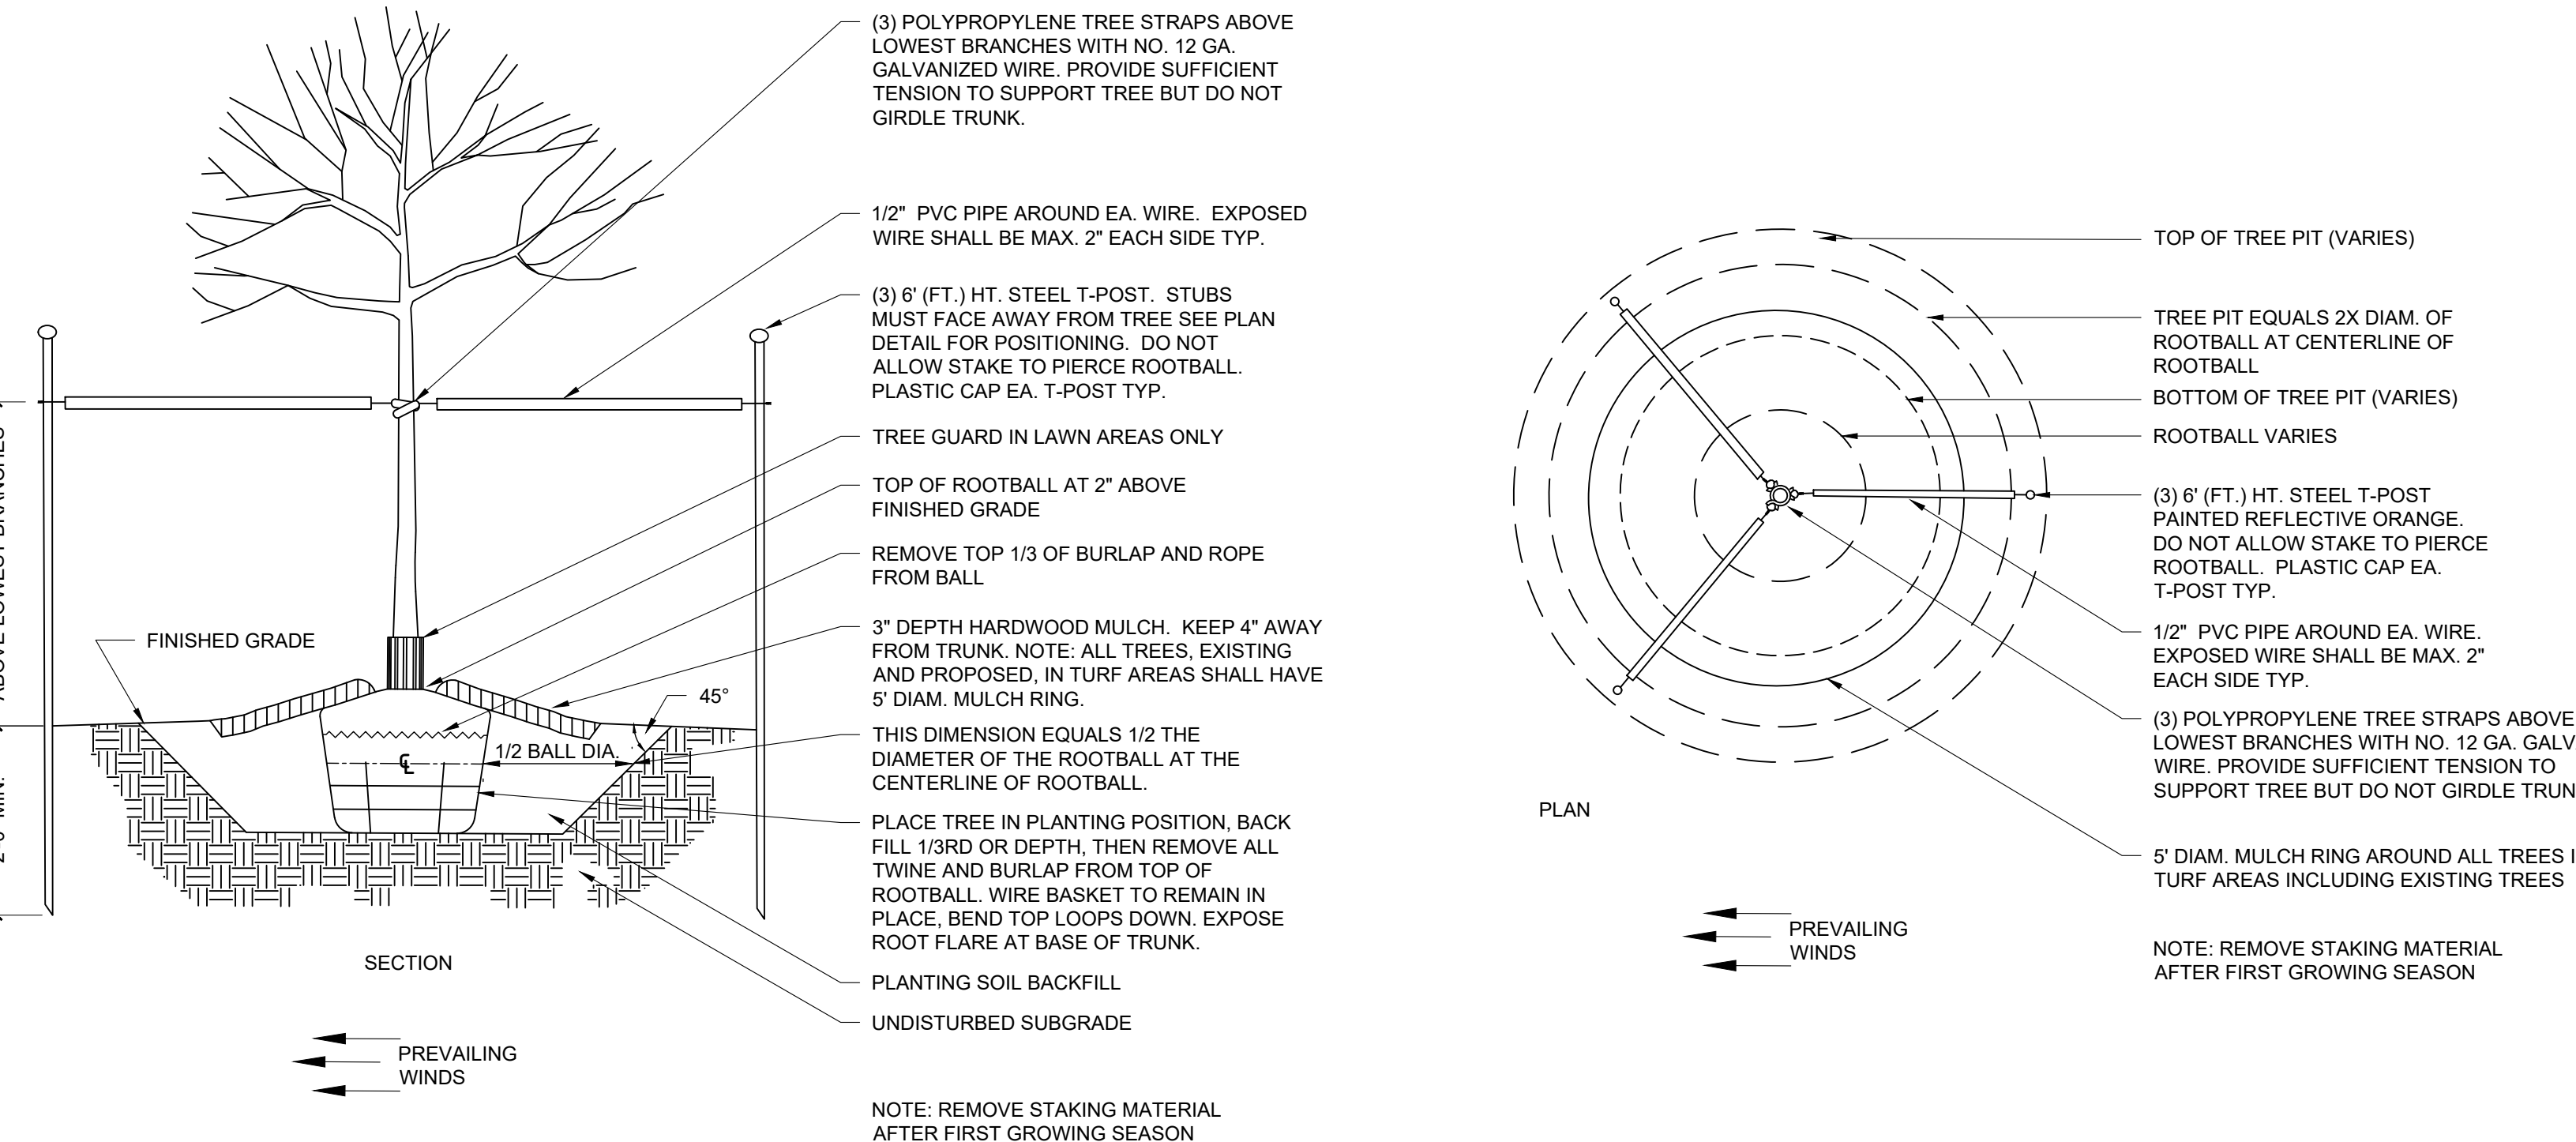 (3) POLYPROPYLENE TREE STRAPS ABOVE
LOWEST BRANCHES WITH NO. 12 GA.
GALVANIZED WIRE. PROVIDE SUFFICIENT
TENSION TO SUPPORT TREE BUT DO NOT
GIRDLE TRUNK.
1/2" PVC PIPE AROUND EA. WIRE. EXPOSED
WIRE SHALL BE MAX. 2" EACH SIDE TYP.
(3) 6' (FT.) HT. STEEL T-POST. STUBS
MUST FACE AWAY FROM TREE SEE PLAN
DETAIL FOR POSITIONING. DO NOT
ALLOW STAKE TO PIERCE ROOTBALL.
PLASTIC CAP EA. T-POST TYP.
TREE GUARD IN LAWN AREAS ONLY
TOP OF ROOTBALL AT 2" ABOVE
FINISHED GRADE
REMOVE TOP 1/3 OF BURLAP AND ROPE
FROM BALL
3" DEPTH HARDWOOD MULCH. KEEP 4" AWAY
FROM TRUNK. NOTE: ALL TREES, EXISTING
AND PROPOSED, IN TURF AREAS SHALL HAVE
5' DIAM. MULCH RING.
THIS DIMENSION EQUALS 1/2 THE
DIAMETER OF THE ROOTBALL AT THE
CENTERLINE OF ROOTBALL.
PLACE TREE IN PLANTING POSITION, BACK
FILL 1/3RD OR DEPTH, THEN REMOVE ALL
TWINE AND BURLAP FROM TOP OF
ROOTBALL. WIRE BASKET TO REMAIN IN
PLACE, BEND TOP LOOPS DOWN. EXPOSE
ROOT FLARE AT BASE OF TRUNK.
PLANTING SOIL BACKFILL
UNDISTURBED SUBGRADE
NOTE: REMOVE STAKING MATERIAL
AFTER FIRST GROWING SEASON
ABOVE LOWEST BRANCHES
MIN.
FINISHED GRADE
45°
1/2 BALL DIA.
℄
SECTION
PREVAILING
WINDS
TOP OF TREE PIT (VARIES)
TREE PIT EQUALS 2X DIAM. OF
ROOTBALL AT CENTERLINE OF
ROOTBALL
BOTTOM OF TREE PIT (VARIES)
ROOTBALL VARIES
(3) 6' (FT.) HT. STEEL T-POST
PAINTED REFLECTIVE ORANGE.
DO NOT ALLOW STAKE TO PIERCE
ROOTBALL. PLASTIC CAP EA.
T-POST TYP.
1/2" PVC PIPE AROUND EA. WIRE.
EXPOSED WIRE SHALL BE MAX. 2"
EACH SIDE TYP.
(3) POLYPROPYLENE TREE STRAPS ABOVE
LOWEST BRANCHES WITH NO. 12 GA. GALV
WIRE. PROVIDE SUFFICIENT TENSION TO
SUPPORT TREE BUT DO NOT GIRDLE TRUN
5' DIAM. MULCH RING AROUND ALL TREES I
TURF AREAS INCLUDING EXISTING TREES
NOTE: REMOVE STAKING MATERIAL
AFTER FIRST GROWING SEASON
PLAN
PREVAILING
WINDS